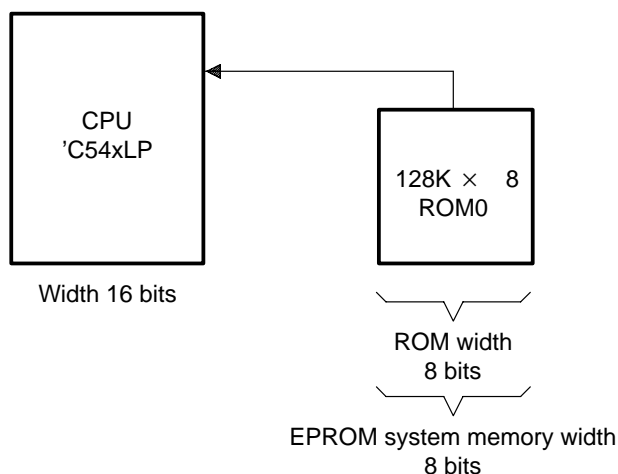 CPU
’C54xLP
Width 16 bits
128K × 8
ROM0
ROM width
8 bits
EPROM system memory width
8 bits